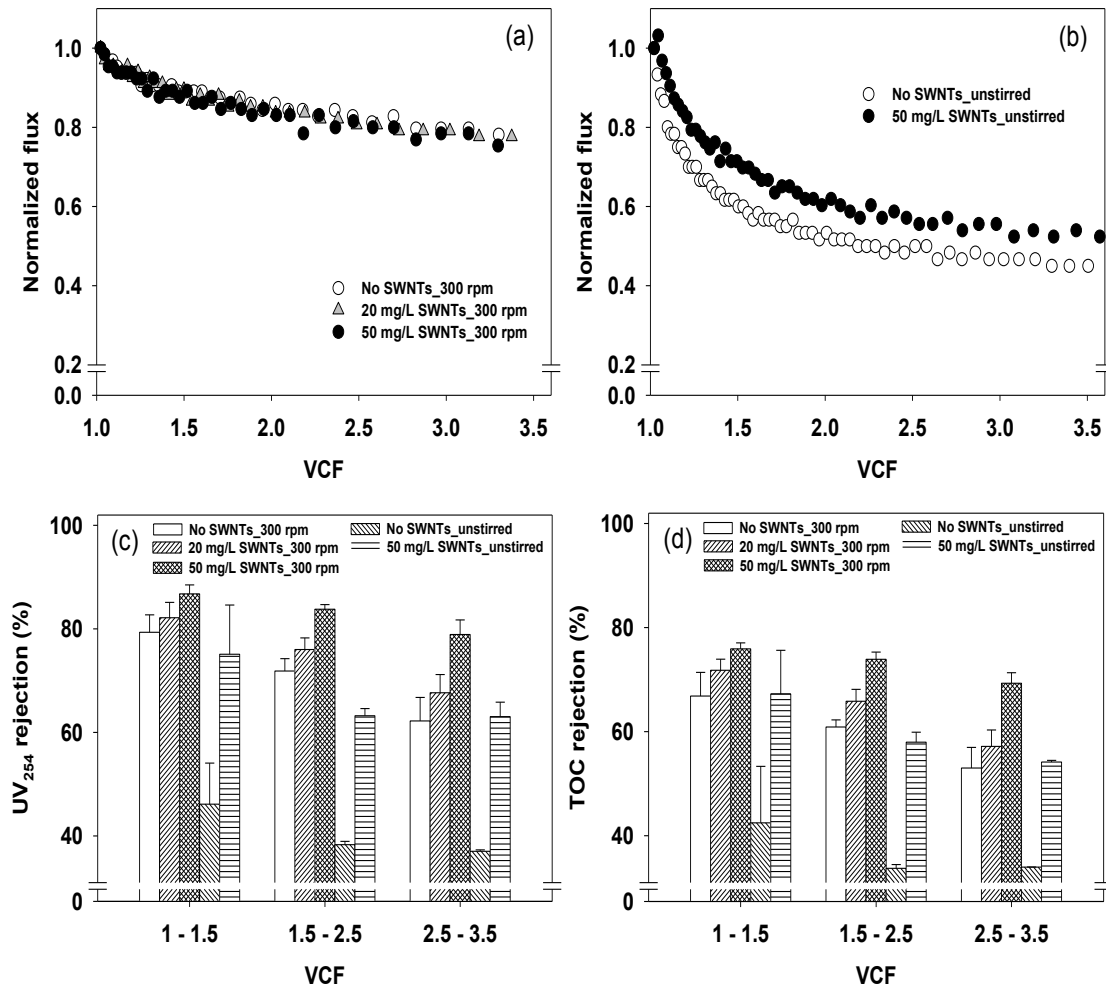 (a)
Normalized flux
1.0
0.8
0.6
0.4
0.2
0.0
No SWNTs_300 rpm
20 mg/L SWNTs_300 rpm
50 mg/L SWNTs_300 rpm
1.0 1.5 2.0 2.5 3.0 3.5
VCF
(b)
Normalized flux
1.0
0.8
0.6
0.4
0.2
0.0
No SWNTs_unstirred
50 mg/L SWNTs_unstirred
1.0 1.5 2.0 2.5 3.0 3.5
VCF
(c)
UV254 rejection (%)
100
80
60
40
0
No SWNTs_300 rpm
20 mg/L SWNTs_300 rpm
50 mg/L SWNTs_300 rpm
No SWNTs_unstirred
50 mg/L SWNTs_unstirred
1 - 1.5 1.5 - 2.5 2.5 - 3.5
VCF
(d)
TOC rejection (%)
100
80
60
40
0
No SWNTs_300 rpm
20 mg/L SWNTs_300 rpm
50 mg/L SWNTs_300 rpm
No SWNTs_unstirred
50 mg/L SWNTs_unstirred
1 - 1.5 1.5 - 2.5 2.5 - 3.5
VCF